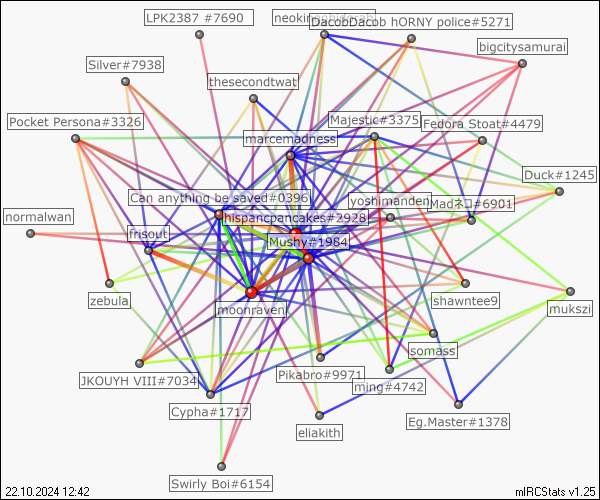 LPK2387 #7690
DacobDacob hORNY police#5271
bigcitysamurai
Silver#7938
thesecondtwat
Pocket Persona#3326
Majestic#3375
Fedora Stoat#4479
marcemadness
Duck#1245
Can anything be saved#0396
yoshimanden
Madネコ#6901
normalwan
hispancpancakes#2928
frisout
Mushy#1984
zebula
moonraven
shawntee9
mukszi
somass
JKOUYH VIII#7034
Pikabro#9971
ming#4742
Cypha#1717
eliakith
Eg.Master#1378
Swirly Boi#6154
22.10.2024 12:42
mIRCStats v1.25